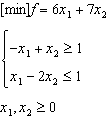 [min]f = 6x₁ + 7x₂
{ −x₁ + x₂ ≥ 1
x₁ − 2x₂ ≤ 1
x₁, x₂ ≥ 0